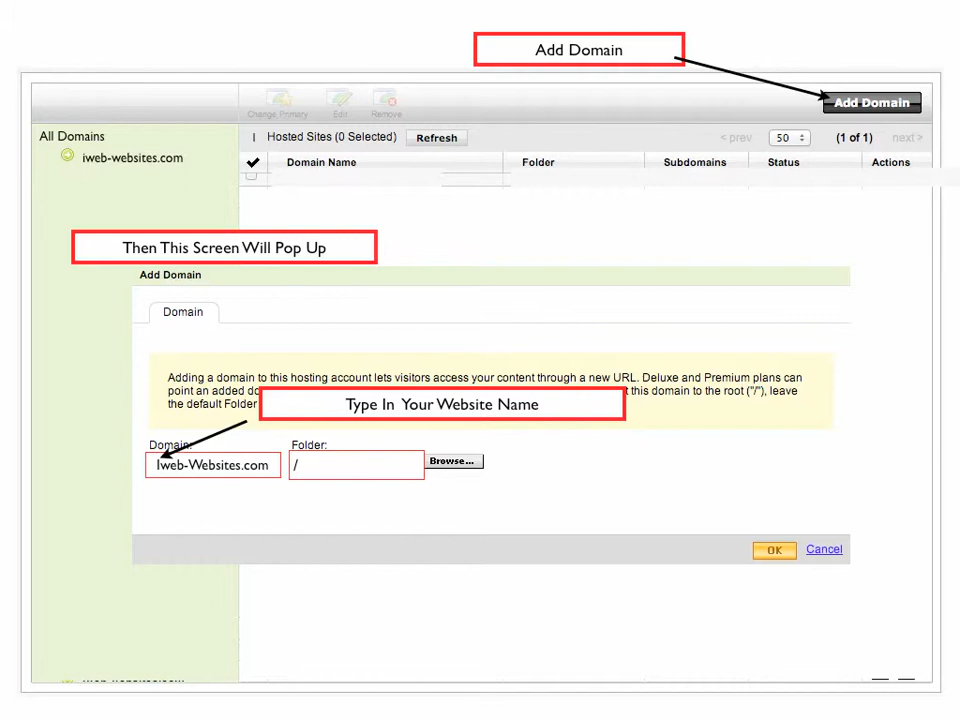 Add Domain
Add Domain
Change Primary Edit Remove
All Domains
Hosted Sites (0 Selected) Refresh < prev 50 (1 of 1) next >
iweb-websites.com
Domain Name Folder Subdomains Status Actions
Then This Screen Will Pop Up
Add Domain
Domain
Adding a domain to this hosting account lets visitors access your content through a new URL. Deluxe and Premium plans can
point an added t this domain to the root ("/"), leave
the default Folder
Type In Your Website Name
Domain: Folder:
Iweb-Websites.com / Browse...
OK Cancel